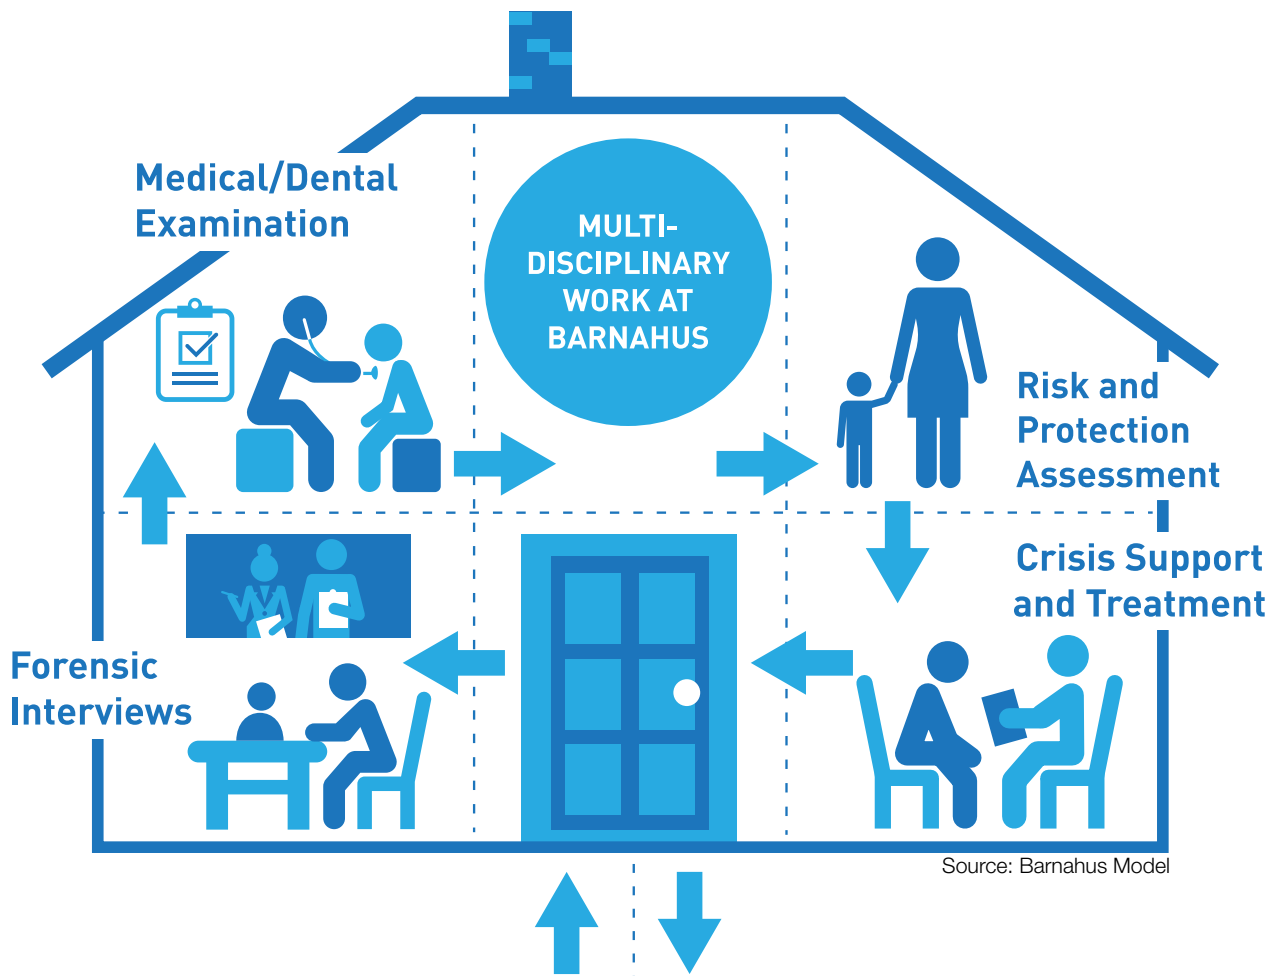 Medical/Dental
Examination
MULTI-
DISCIPLINARY
WORK AT
BARNAHUS
Risk and
Protection
Assessment
Crisis Support
and Treatment
Forensic
Interviews
Source: Barnahus Model